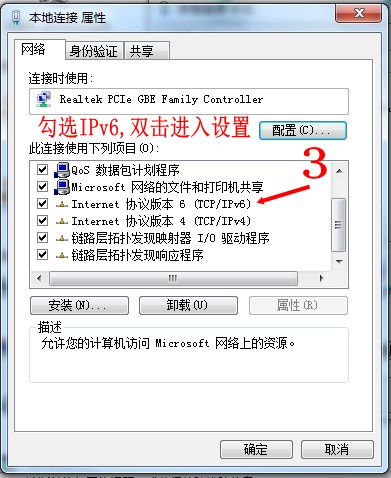 本地连接 属性
网络
身份验证
共享
连接时使用:
Realtek PCIe GBE Family Controller
勾选IPv6,双击进入设置
配置(C)...
此连接使用下列项目(O):
3
QoS 数据包计划程序
Microsoft 网络的文件和打印机共享
Internet 协议版本 6 (TCP/IPv6)
Internet 协议版本 4 (TCP/IPv4)
链路层拓扑发现映射器 I/O 驱动程序
链路层拓扑发现响应程序
安装(N)...
卸载(U)
属性(R)
描述
允许您的计算机访问 Microsoft 网络上的资源。
确定
取消